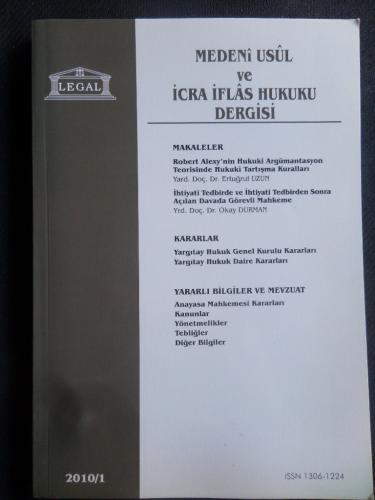 LEGAL
MEDENî USÛL
ve
İCRA İFLÂS HUKUKU
DERGİSİ
MAKALELER
Robert Alexy'nin Hukuki Argümantasyon
Teorisinde Hukuki Tartışma Kuralları
Yard. Doç. Dr. Ertuğrul UZUN
İhtiyati Tedbirde ve İhtiyati Tedbirden Sonra
Açılan Davada Görevli Mahkeme
Yrd. Doç. Dr. Okay DURMAN
KARARLAR
Yargıtay Hukuk Genel Kurulu Kararları
Yargıtay Hukuk Daire Kararları
YARARLI BİLGİLER VE MEVZUAT
Anayasa Mahkemesi Kararları
Kanunlar
Yönetmelikler
Tebliğler
Diğer Bilgiler
2010/1
ISSN 1306-1224